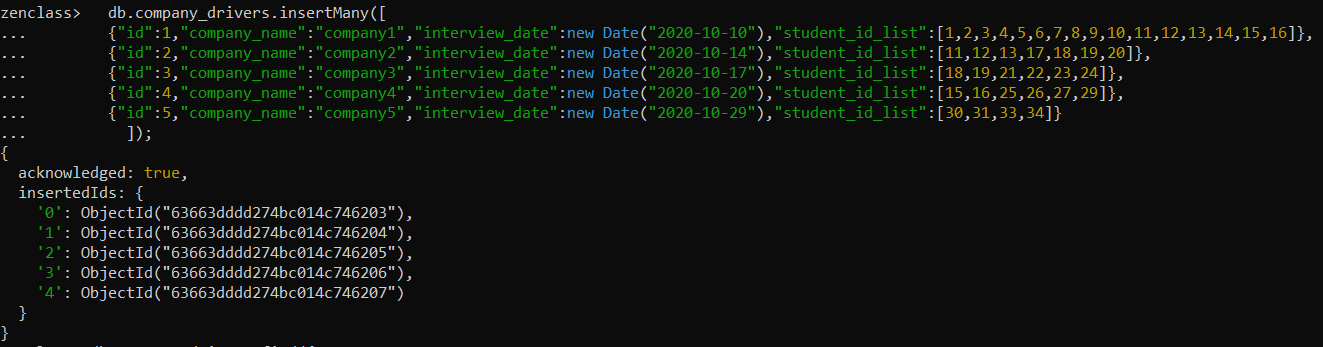 zenclass>   db.company_drivers.insertMany([
...         {"id":1,"company_name":"company1","interview_date":new Date("2020-10-10"),"student_id_list":[1,2,3,4,5,6,7,8,9,10,11,12,13,14,15,16]},
...         {"id":2,"company_name":"company2","interview_date":new Date("2020-10-14"),"student_id_list":[11,12,13,17,18,19,20]},
...         {"id":3,"company_name":"company3","interview_date":new Date("2020-10-17"),"student_id_list":[18,19,21,22,23,24]},
...         {"id":4,"company_name":"company4","interview_date":new Date("2020-10-20"),"student_id_list":[15,16,25,26,27,29]},
...         {"id":5,"company_name":"company5","interview_date":new Date("2020-10-29"),"student_id_list":[30,31,33,34]}
...           ]);
{
  acknowledged: true,
  insertedIds: {
    '0': ObjectId("63663dddd274bc014c746203"),
    '1': ObjectId("63663dddd274bc014c746204"),
    '2': ObjectId("63663dddd274bc014c746205"),
    '3': ObjectId("63663dddd274bc014c746206"),
    '4': ObjectId("63663dddd274bc014c746207")
  }
}